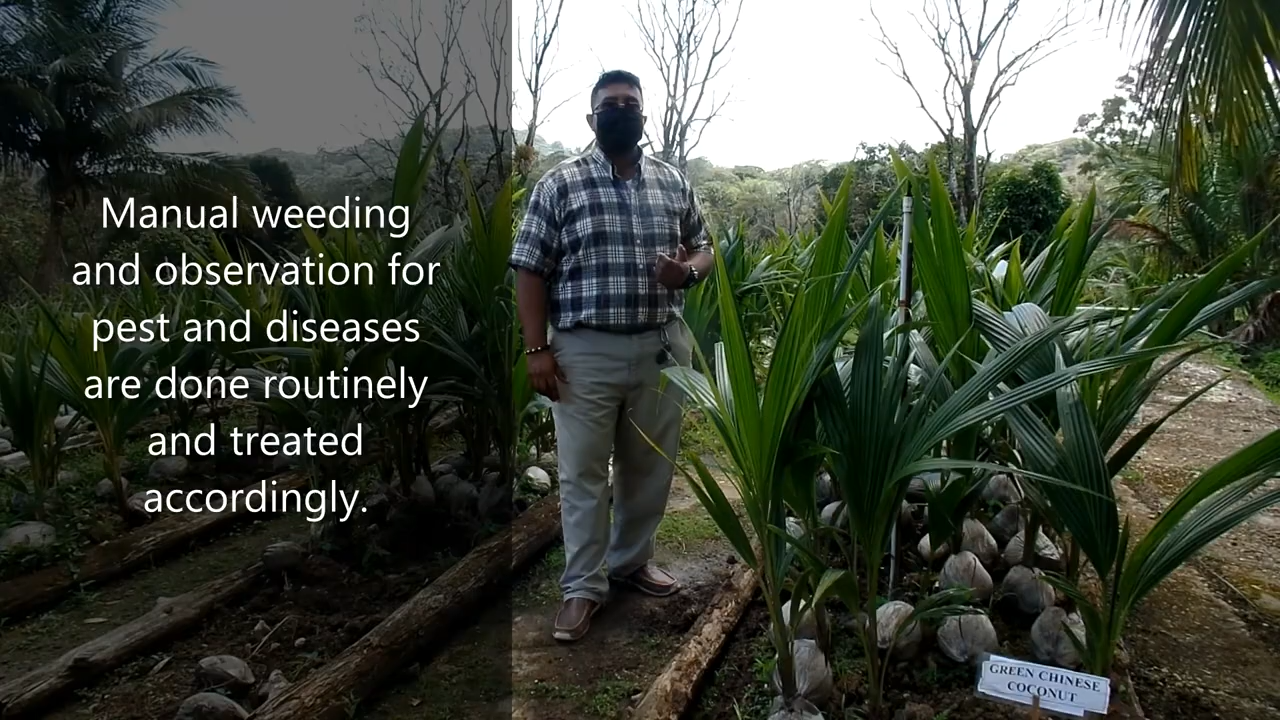 Manual weeding
and observation for
pest and diseases
are done routinely
and treated
accordingly.
GREEN CHINESE
COCONUT